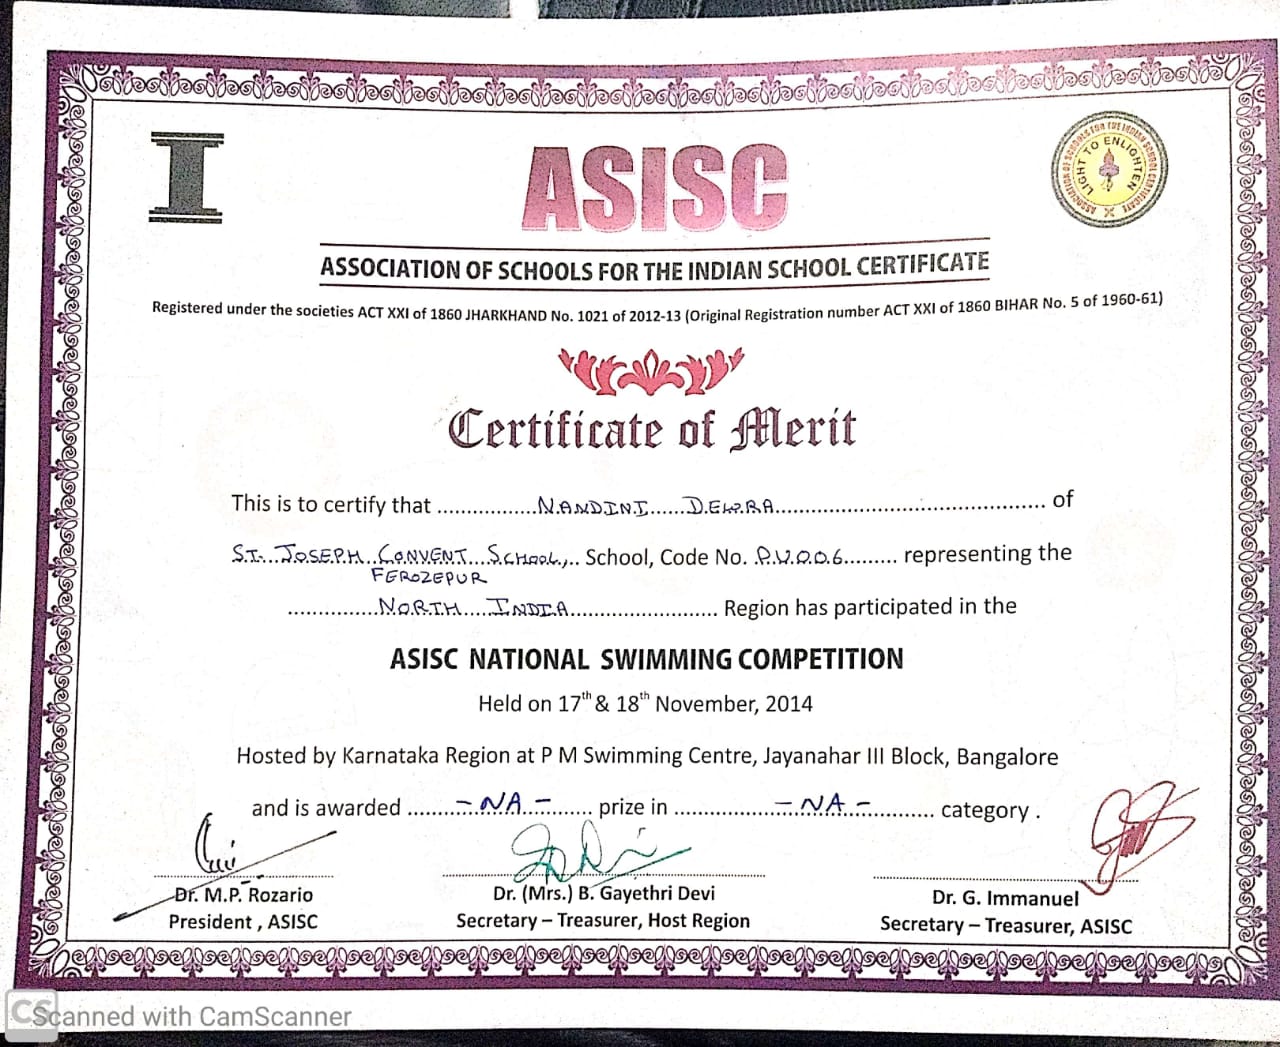 I
ASISC
ASSOCIATION OF SCHOOLS FOR THE INDIAN SCHOOL CERTIFICATE
LIGHT TO ENLIGHTEN
ASSOCIATION OF SCHOOLS FOR THE INDIAN SCHOOL CERTIFICATE
Registered under the societies ACT XXI of 1860 JHARKHAND No. 1021 of 2012-13 (Original Registration number ACT XXI of 1860 BIHAR No. 5 of 1960-61)
Certificate of Merit
This is to certify that NANDINI DEWRA of
ST. JOSEPH CONVENT SCHOOL, School, Code No. PU006 representing the
FEROZEPUR
NORTH INDIA Region has participated in the
ASISC NATIONAL SWIMMING COMPETITION
Held on 17th & 18th November, 2014
Hosted by Karnataka Region at P M Swimming Centre, Jayanahar III Block, Bangalore
and is awarded - NA - prize in - NA - category .
Dr. M.P. Rozario
President , ASISC
Dr. (Mrs.) B. Gayethri Devi
Secretary – Treasurer, Host Region
Dr. G. Immanuel
Secretary – Treasurer, ASISC
CS Scanned with CamScanner